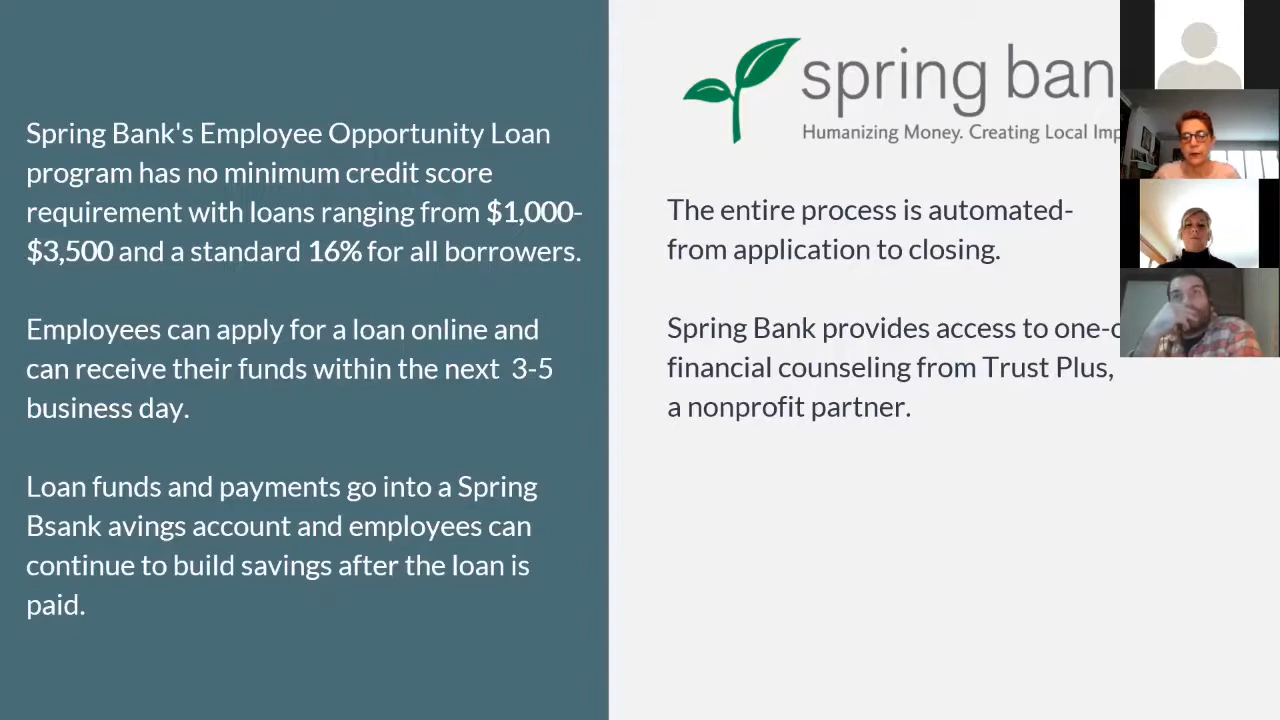 Spring Bank's Employee Opportunity Loan
program has no minimum credit score
requirement with loans ranging from $1,000-
$3,500 and a standard 16% for all borrowers.
Employees can apply for a loan online and
can receive their funds within the next 3-5
business day.
Loan funds and payments go into a Spring
Bsank avings account and employees can
continue to build savings after the loan is
paid.
spring ban
Humanizing Money. Creating Local Imp
The entire process is automated-
from application to closing.
Spring Bank provides access to one-
financial counseling from Trust Plus,
a nonprofit partner.